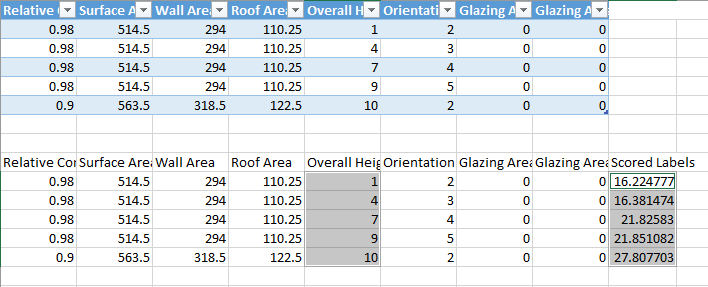 Relative Surface A Wall Area Roof Are Overall H Orientati Glazing A Glazing A
0.98 514.5 294 110.25 1 2 0 0
0.98 514.5 294 110.25 4 3 0 0
0.98 514.5 294 110.25 7 4 0 0
0.98 514.5 294 110.25 9 5 0 0
0.9 563.5 318.5 122.5 10 2 0 0
Relative Cor Surface Area Wall Area Roof Area Overall Heig Orientation Glazing Area Glazing Area Scored Labels
0.98 514.5 294 110.25 1 2 0 0 16.224777
0.98 514.5 294 110.25 4 3 0 0 16.381474
0.98 514.5 294 110.25 7 4 0 0 21.82583
0.98 514.5 294 110.25 9 5 0 0 21.851082
0.9 563.5 318.5 122.5 10 2 0 0 27.807703